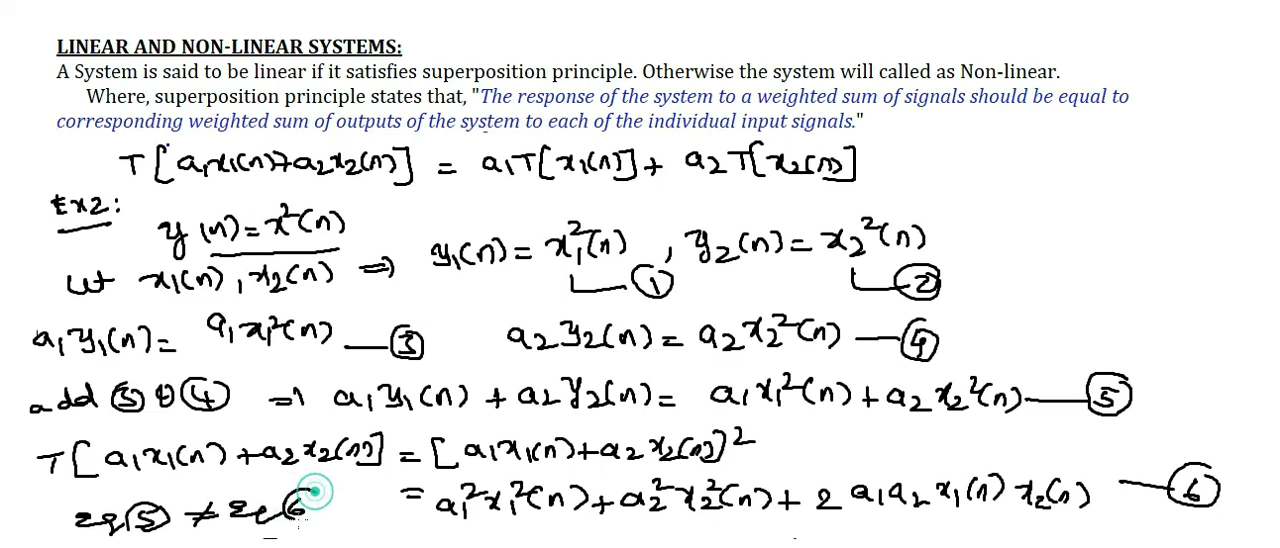 LINEAR AND NON-LINEAR SYSTEMS:
A System is said to be linear if it satisfies superposition principle. Otherwise the system will called as Non-linear.
Where, superposition principle states that, "The response of the system to a weighted sum of signals should be equal to
corresponding weighted sum of outputs of the system to each of the individual input signals."
T[a₁x₁(n)+a₂x₂(n)] = a₁T[x₁(n)] + a₂T[x₂(n)]
Ex2:
y(n)=x²(n)
Let x₁(n), x₂(n) ⇒ y₁(n) = x₁²(n) —①, y₂(n) = x₂²(n) —②
a₁y₁(n) = a₁x₁²(n) —③ a₂y₂(n) = a₂x₂²(n) —④
add ③ & ④ ⇒ a₁y₁(n) + a₂y₂(n) = a₁x₁²(n) + a₂x₂²(n) —⑤
T[a₁x₁(n) + a₂x₂(n)] = [a₁x₁(n) + a₂x₂(n)]²
= a₁²x₁²(n) + a₂²x₂²(n) + 2a₁a₂x₁(n)x₂(n) —⑥
eq⑤ ≠ eq 6